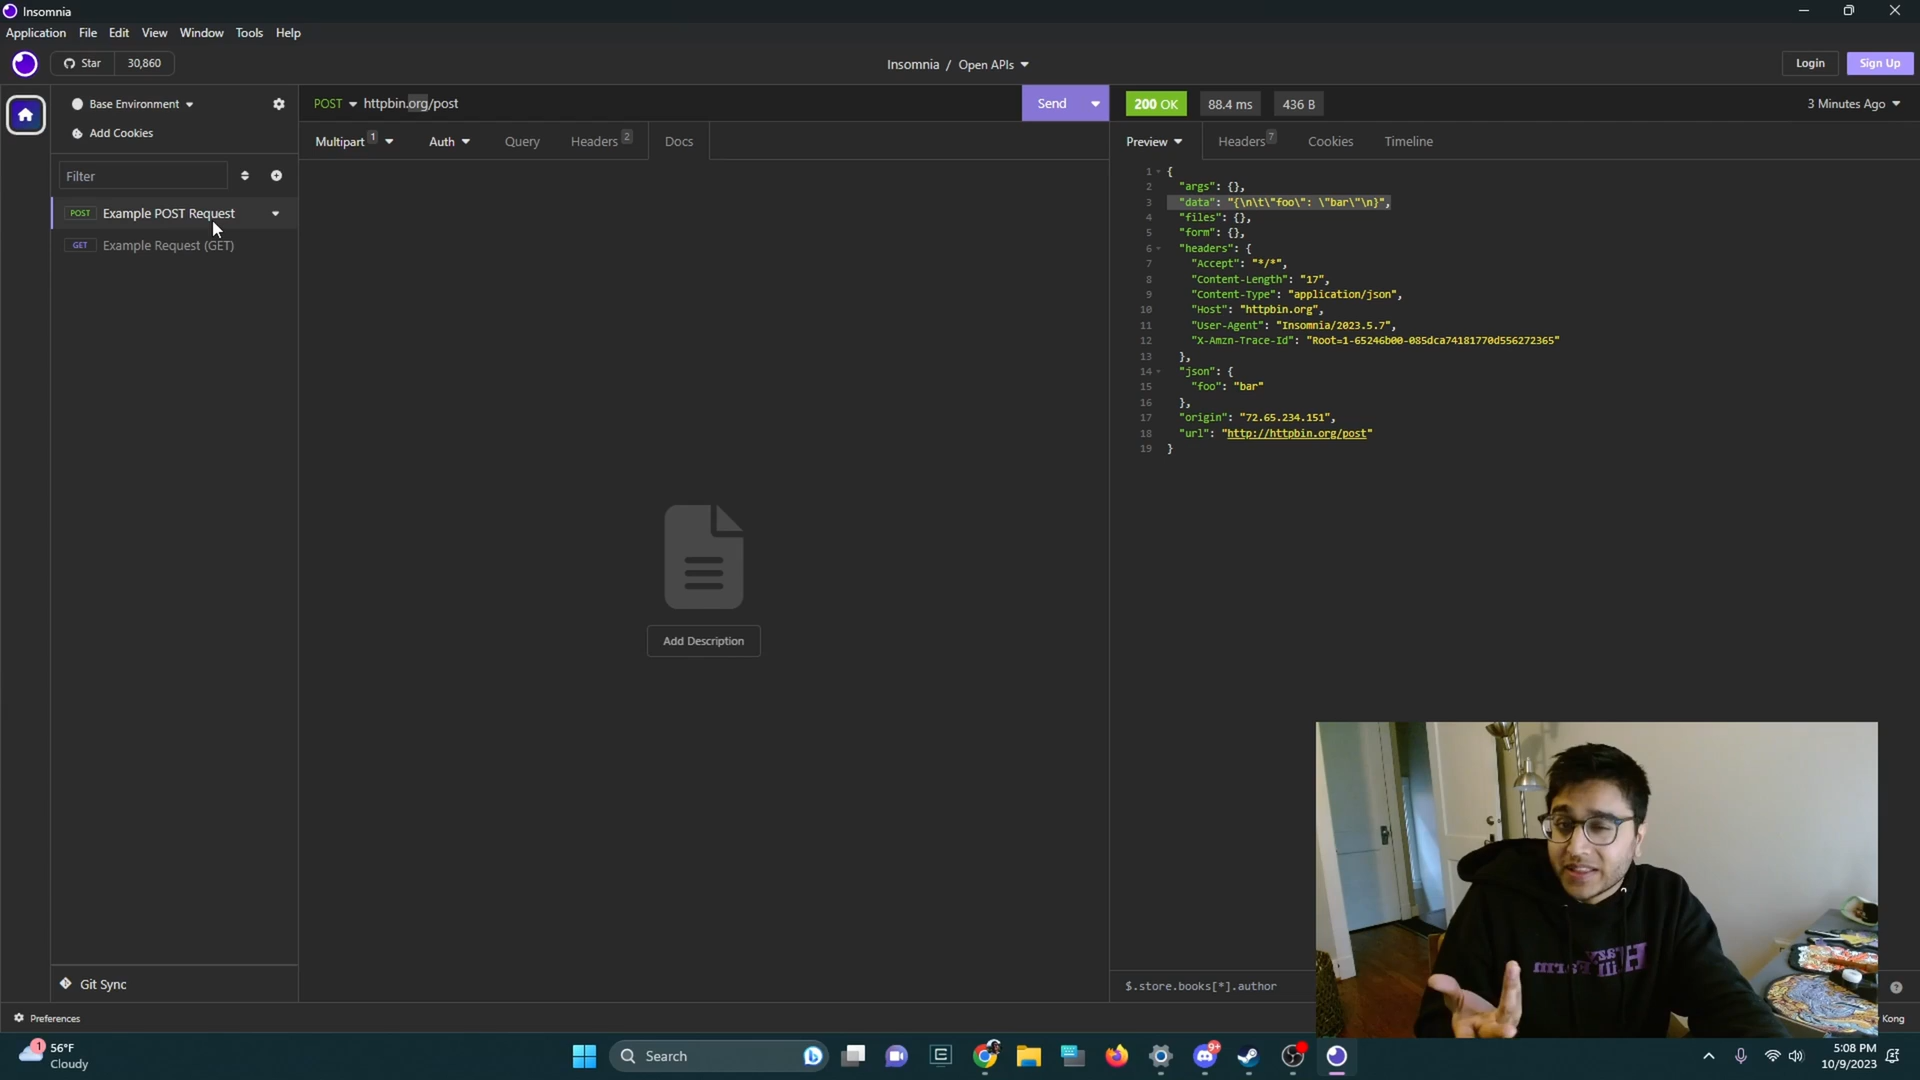 Insomnia
Application File Edit View Window Tools Help
Star 30,860
Insomnia / Open APIs
Login Sign Up
Base Environment
Add Cookies
POST httpbin.org/post
Send
200 OK 88.4 ms 436 B
3 Minutes Ago
Multipart 1 Auth Query Headers 2 Docs
Preview Headers 7 Cookies Timeline
Filter
POST Example POST Request
GET Example Request (GET)
1 {
2 "args": {},
3 "data": "{\n\t\"foo\": \"bar\"\n}",
4 "files": {},
5 "form": {},
6 "headers": {
7 "Accept": "*/*",
8 "Content-Length": "17",
9 "Content-Type": "application/json",
10 "Host": "httpbin.org",
11 "User-Agent": "Insomnia/2023.5.7",
12 "X-Amzn-Trace-Id": "Root=1-65246b00-085dca74181770d556272365"
13 },
14 "json": {
15 "foo": "bar"
16 },
17 "origin": "72.65.234.151",
18 "url": "http://httpbin.org/post"
19 }
Add Description
Git Sync
$.store.books[*].author
Preferences
Kong
1
56°F
Cloudy
Search
9+
5:08 PM
10/9/2023